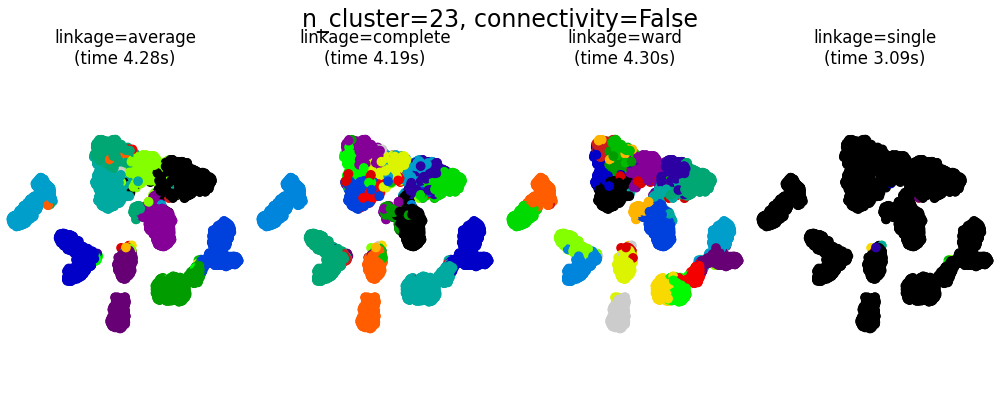 n_cluster=23, connectivity=False
linkage=average
(time 4.28s)
linkage=complete
(time 4.19s)
linkage=ward
(time 4.30s)
linkage=single
(time 3.09s)